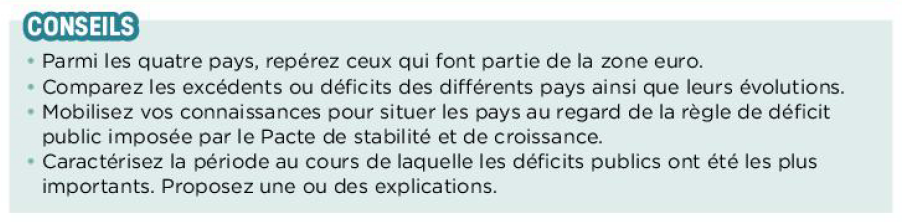 CONSEILS
• Parmi les quatre pays, repérez ceux qui font partie de la zone euro.
• Comparez les excédents ou déficits des différents pays ainsi que leurs évolutions.
• Mobilisez vos connaissances pour situer les pays au regard de la règle de déficit
public imposée par le Pacte de stabilité et de croissance.
• Caractérisez la période au cours de laquelle les déficits publics ont été les plus
importants. Proposez une ou des explications.